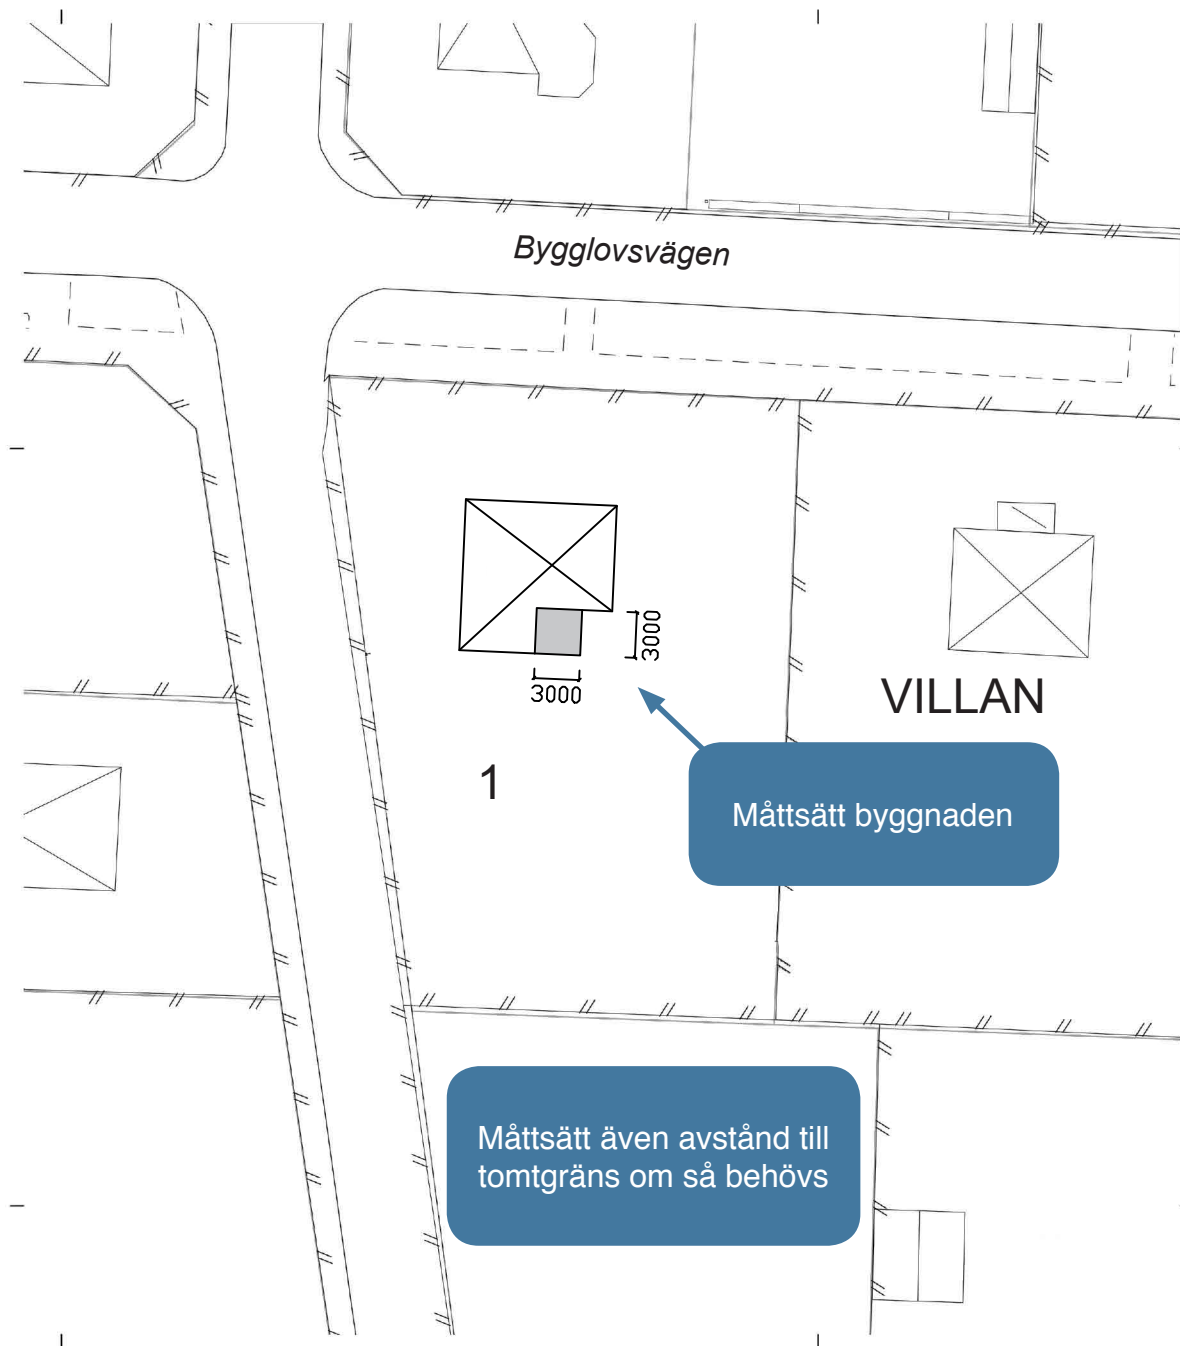 Bygglovsvägen
3000
3000
VILLAN
1
Måttsätt byggnaden
Måttsätt även avstånd till
tomtgräns om så behövs